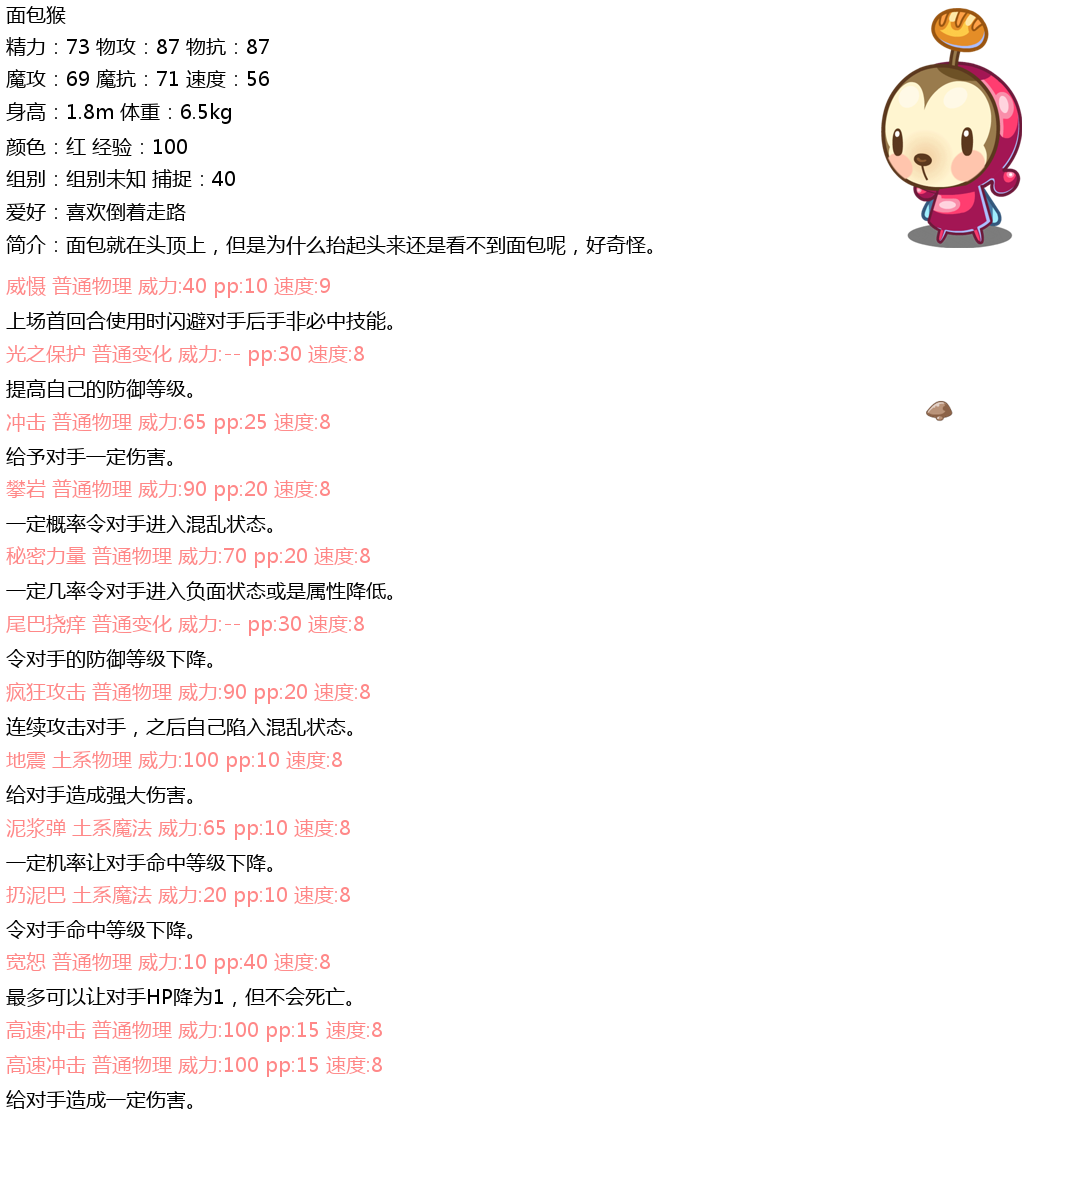 面包猴
精力：73 物攻：87 物抗：87
魔攻：69 魔抗：71 速度：56
身高：1.8m 体重：6.5kg
颜色：红 经验：100
组别：组别未知 捕捉：40
爱好：喜欢倒着走路
简介：面包就在头顶上，但是为什么抬起头来还是看不到面包呢，好奇怪。
威慑 普通物理 威力:40 pp:10 速度:9
上场首回合使用时闪避对手后手非必中技能。
光之保护 普通变化 威力:-- pp:30 速度:8
提高自己的防御等级。
冲击 普通物理 威力:65 pp:25 速度:8
给予对手一定伤害。
攀岩 普通物理 威力:90 pp:20 速度:8
一定概率令对手进入混乱状态。
秘密力量 普通物理 威力:70 pp:20 速度:8
一定几率令对手进入负面状态或是属性降低。
尾巴挠痒 普通变化 威力:-- pp:30 速度:8
令对手的防御等级下降。
疯狂攻击 普通物理 威力:90 pp:20 速度:8
连续攻击对手，之后自己陷入混乱状态。
地震 土系物理 威力:100 pp:10 速度:8
给对手造成强大伤害。
泥浆弹 土系魔法 威力:65 pp:10 速度:8
一定机率让对手命中等级下降。
扔泥巴 土系魔法 威力:20 pp:10 速度:8
令对手命中等级下降。
宽恕 普通物理 威力:10 pp:40 速度:8
最多可以让对手HP降为1，但不会死亡。
高速冲击 普通物理 威力:100 pp:15 速度:8
高速冲击 普通物理 威力:100 pp:15 速度:8
给对手造成一定伤害。